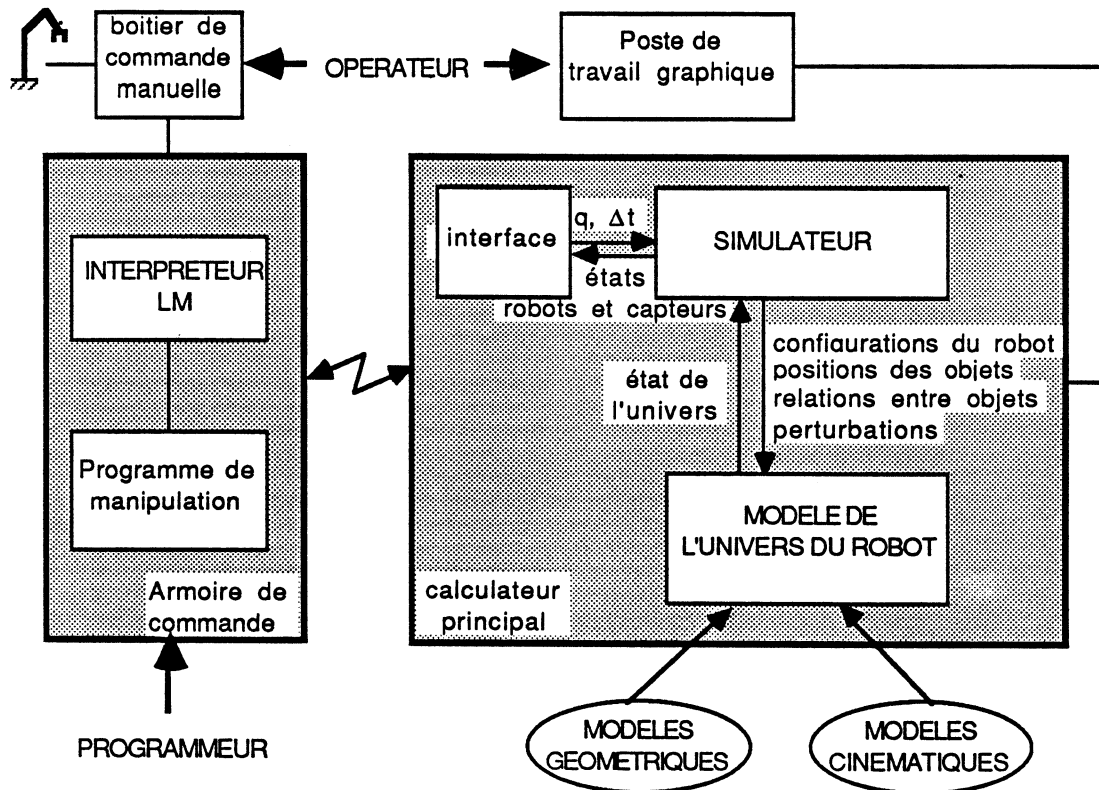 boitier de
commande
manuelle
OPERATEUR
Poste de
travail graphique
INTERPRETEUR
LM
Programme de
manipulation
Armoire de
commande
PROGRAMMEUR
interface
q, Δt
états
robots et capteurs
SIMULATEUR
état de
l'univers
configurations du robot
positions des objets
relations entre objets
perturbations
MODELE DE
L'UNIVERS DU ROBOT
calculateur
principal
MODELES
GEOMETRIQUES
MODELES
CINEMATIQUES